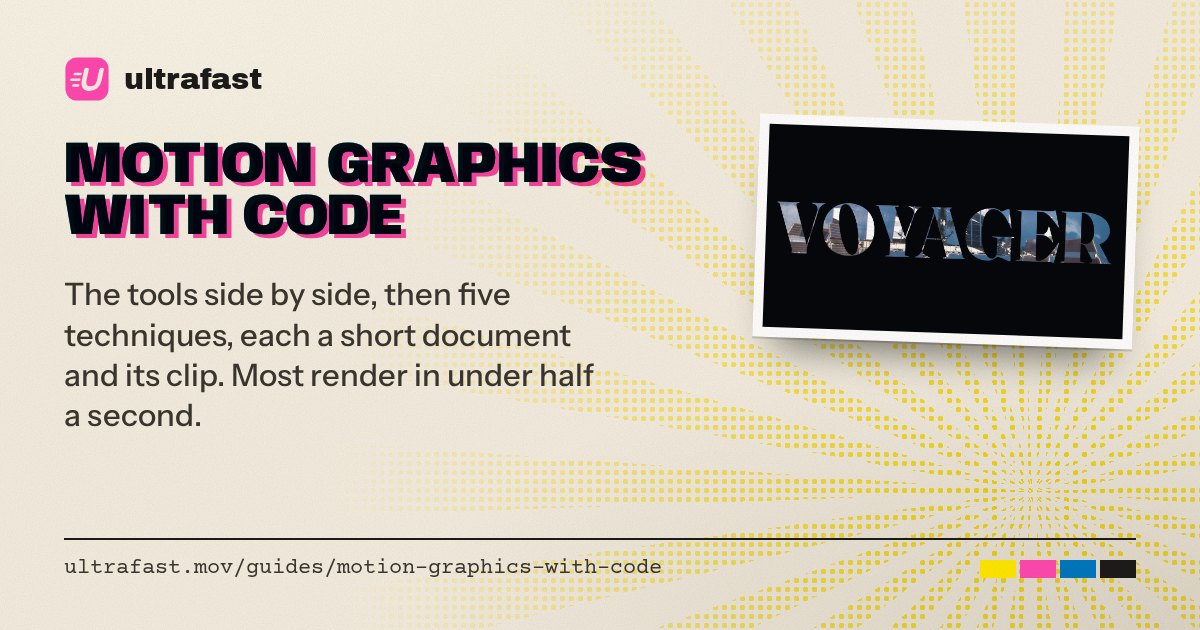 ultrafast
MOTION GRAPHICS
WITH CODE
The tools side by side, then five
techniques, each a short document
and its clip. Most render in under half
a second.
VOYAGER
ultrafast.mov/guides/motion-graphics-with-code